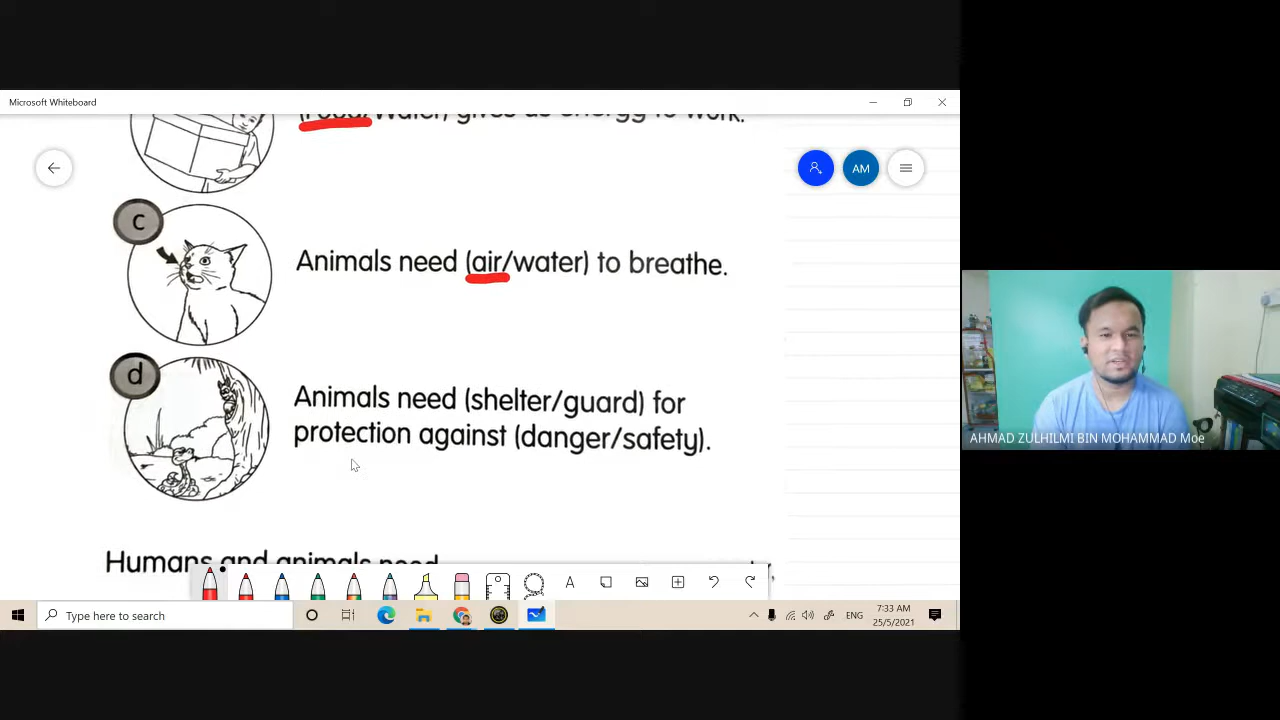 Microsoft Whiteboard
(Food/Water) gives us energy to work.
AM
c
Animals need (air/water) to breathe.
d
Animals need (shelter/guard) for
protection against (danger/safety).
AHMAD ZULHILMI BIN MOHAMMAD Moe
Humans and animals need
A
Type here to search
ENG
7:33 AM
25/5/2021